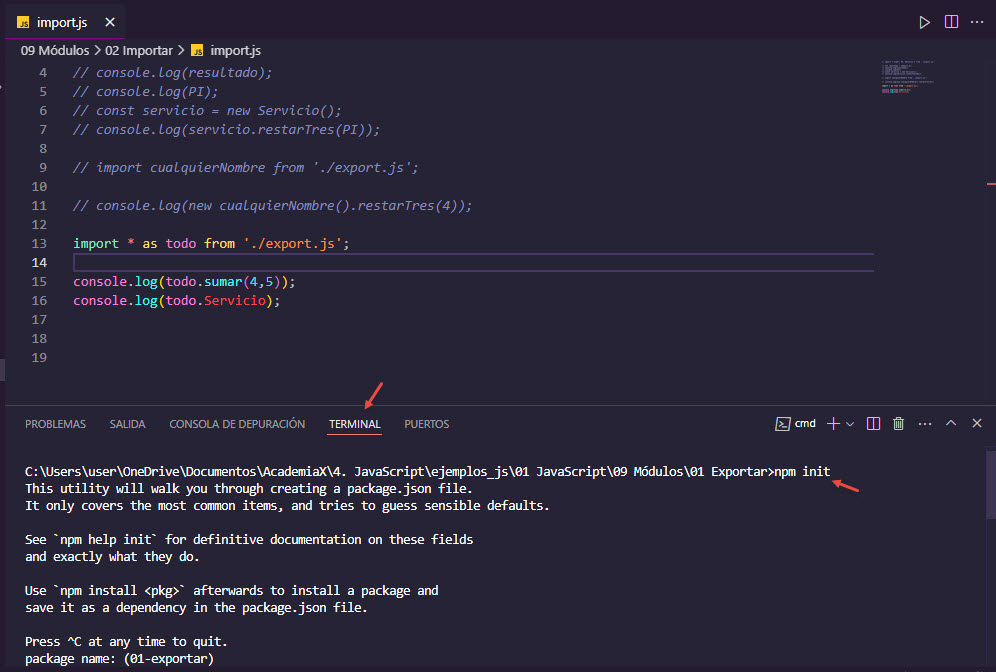 JS import.js
09 Módulos > 02 Importar > JS import.js
4 // console.log(resultado);
5 // console.log(PI);
6 // const servicio = new Servicio();
7 // console.log(servicio.restarTres(PI));
8
9 // import cualquierNombre from './export.js';
10
11 // console.log(new cualquierNombre().restarTres(4));
12
13 import * as todo from './export.js';
14
15 console.log(todo.sumar(4,5));
16 console.log(todo.Servicio);
17
18
19
PROBLEMAS SALIDA CONSOLA DE DEPURACIÓN TERMINAL PUERTOS cmd
C:\Users\user\OneDrive\Documentos\AcademiaX\4. JavaScript\ejemplos_js\01 JavaScript\09 Módulos\01 Exportar>npm init
This utility will walk you through creating a package.json file.
It only covers the most common items, and tries to guess sensible defaults.
See `npm help init` for definitive documentation on these fields
and exactly what they do.
Use `npm install <pkg>` afterwards to install a package and
save it as a dependency in the package.json file.
Press ^C at any time to quit.
package name: (01-exportar)